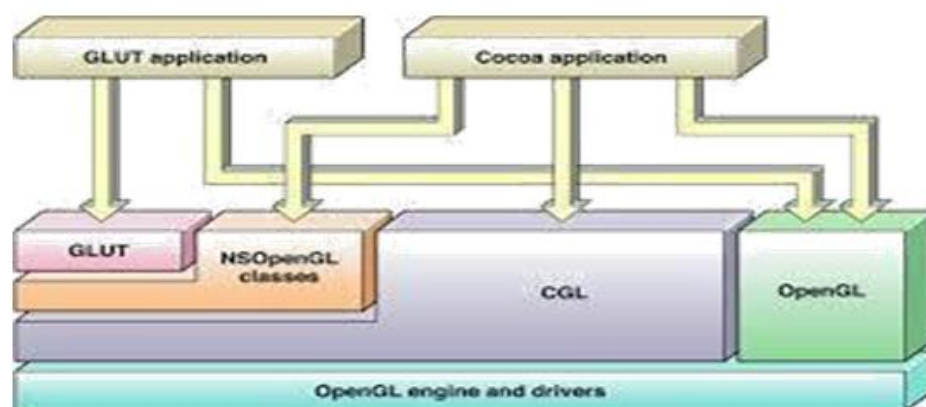 GLUT application
Cocoa application
GLUT
NSOpenGL
classes
CGL
OpenGL
OpenGL engine and drivers